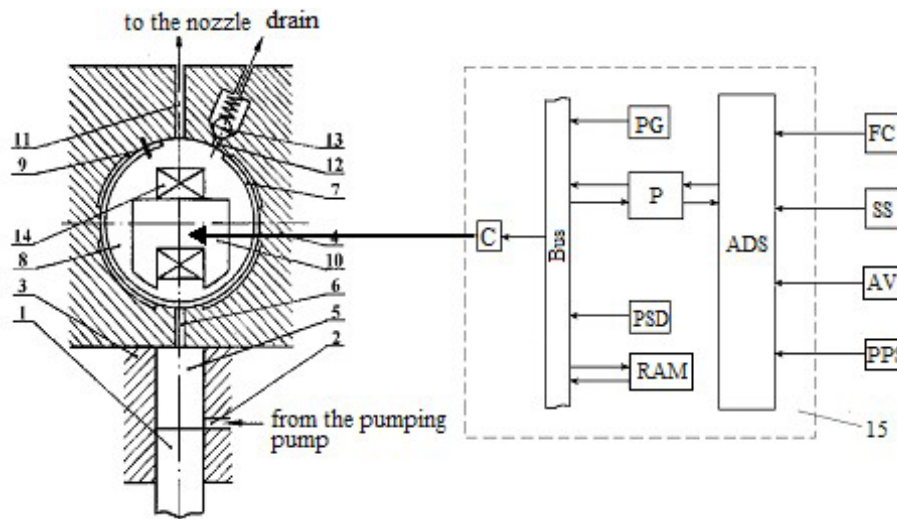 to the nozzle
drain
11
9
14
8
3
1
13
12
7
4
10
6
5
2
from the pumping
pump
C
Bus
PG
P
PSD
RAM
ADS
FC
SS
AV
PPS
15